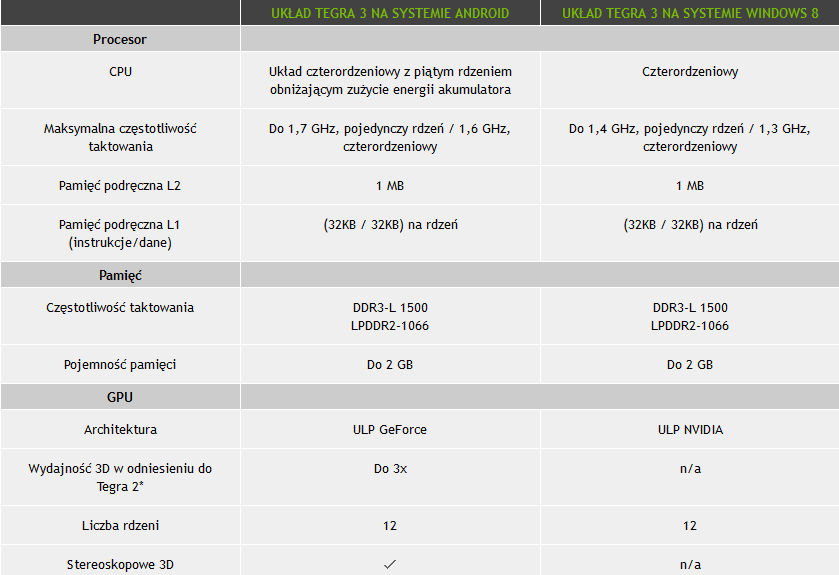 UKŁAD TEGRA 3 NA SYSTEMIE ANDROID UKŁAD TEGRA 3 NA SYSTEMIE WINDOWS 8
Procesor
CPU Układ czterordzeniowy z piątym rdzeniem obniżającym zużycie energii akumulatora Czterordzeniowy
Maksymalna częstotliwość taktowania Do 1,7 GHz, pojedynczy rdzeń / 1,6 GHz, czterordzeniowy Do 1,4 GHz, pojedynczy rdzeń / 1,3 GHz, czterordzeniowy
Pamięć podręczna L2 1 MB 1 MB
Pamięć podręczna L1 (instrukcje/dane) (32KB / 32KB) na rdzeń (32KB / 32KB) na rdzeń
Pamięć
Częstotliwość taktowania DDR3-L 1500 LPDDR2-1066 DDR3-L 1500 LPDDR2-1066
Pojemność pamięci Do 2 GB Do 2 GB
GPU
Architektura ULP GeForce ULP NVIDIA
Wydajność 3D w odniesieniu do Tegra 2* Do 3x n/a
Liczba rdzeni 12 12
Stereoskopowe 3D ✓ n/a